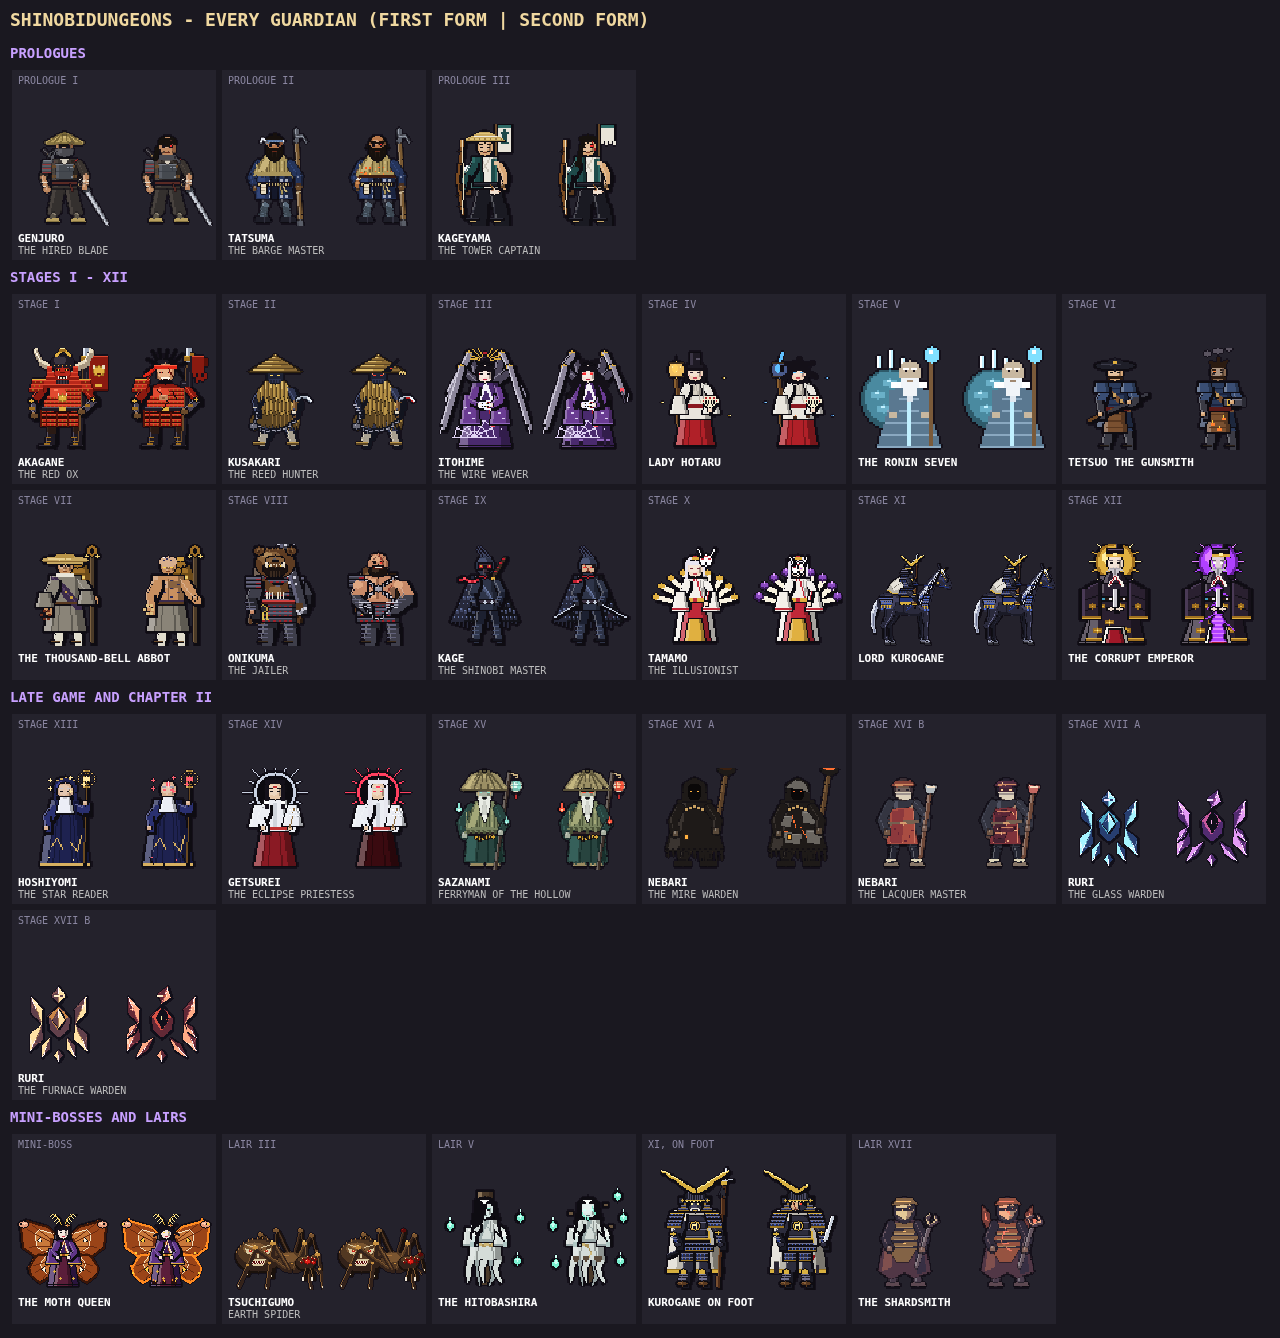 SHINOBIDUNGEONS - EVERY GUARDIAN (FIRST FORM | SECOND FORM)
PROLOGUES
PROLOGUE I
GENJURO
THE HIRED BLADE
PROLOGUE II
TATSUMA
THE BARGE MASTER
PROLOGUE III
KAGEYAMA
THE TOWER CAPTAIN
STAGES I - XII
STAGE I
AKAGANE
THE RED OX
STAGE II
KUSAKARI
THE REED HUNTER
STAGE III
ITOHIME
THE WIRE WEAVER
STAGE IV
LADY HOTARU
STAGE V
THE RONIN SEVEN
STAGE VI
TETSUO THE GUNSMITH
STAGE VII
THE THOUSAND-BELL ABBOT
STAGE VIII
ONIKUMA
THE JAILER
STAGE IX
KAGE
THE SHINOBI MASTER
STAGE X
TAMAMO
THE ILLUSIONIST
STAGE XI
LORD KUROGANE
STAGE XII
THE CORRUPT EMPEROR
LATE GAME AND CHAPTER II
STAGE XIII
HOSHIYOMI
THE STAR READER
STAGE XIV
GETSUREI
THE ECLIPSE PRIESTESS
STAGE XV
SAZANAMI
FERRYMAN OF THE HOLLOW
STAGE XVI A
NEBARI
THE MIRE WARDEN
STAGE XVI B
NEBARI
THE LACQUER MASTER
STAGE XVII A
RURI
THE GLASS WARDEN
STAGE XVII B
RURI
THE FURNACE WARDEN
MINI-BOSSES AND LAIRS
MINI-BOSS
THE MOTH QUEEN
LAIR III
TSUCHIGUMO
EARTH SPIDER
LAIR V
THE HITOBASHIRA
XI, ON FOOT
KUROGANE ON FOOT
LAIR XVII
THE SHARDSMITH